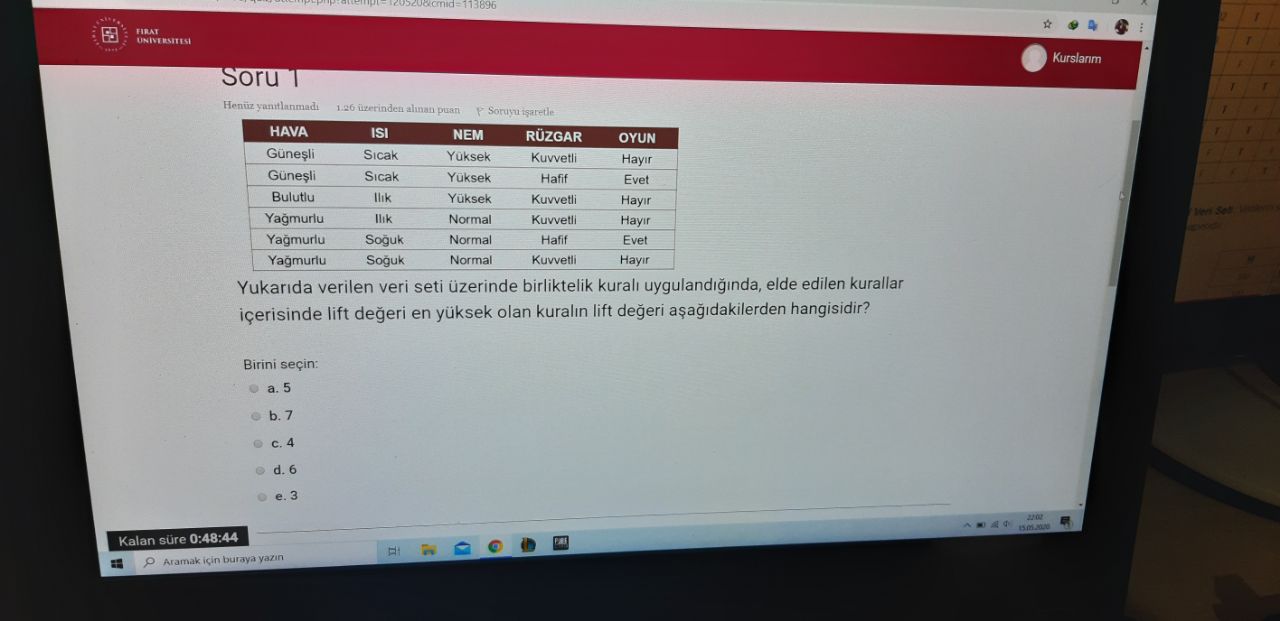 cmid=113896
FIRAT
ÜNİVERSİTESİ
Kurslarım
Soru 1
Henüz yanıtlanmadı 1.26 üzerinden alınan puan Soruyu işaretle
HAVA ISI NEM RÜZGAR OYUN
Güneşli Sıcak Yüksek Kuvvetli Hayır
Güneşli Sıcak Yüksek Hafif Evet
Bulutlu Ilık Yüksek Kuvvetli Hayır
Yağmurlu Ilık Normal Kuvvetli Hayır
Yağmurlu Soğuk Normal Hafif Evet
Yağmurlu Soğuk Normal Kuvvetli Hayır
Yukarıda verilen veri seti üzerinde birliktelik kuralı uygulandığında, elde edilen kurallar
içerisinde lift değeri en yüksek olan kuralın lift değeri aşağıdakilerden hangisidir?
Birini seçin:
a. 5
b. 7
c. 4
d. 6
e. 3
Kalan süre 0:48:44
Aramak için buraya yazın
22:02
15.05.2020
Veri Seti: